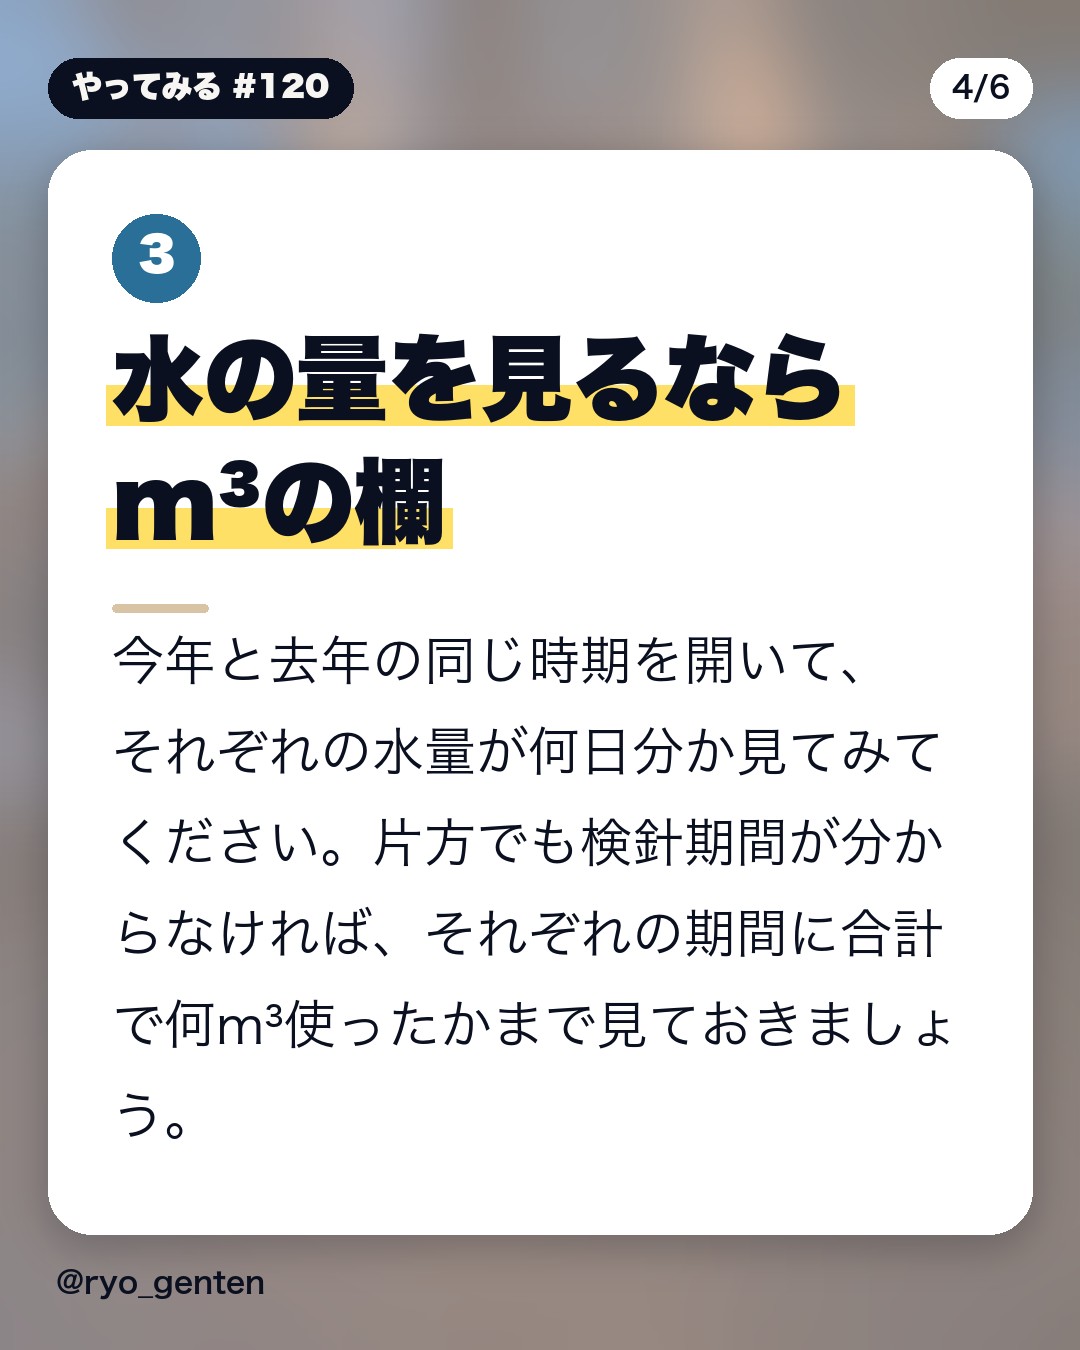 やってみる #120
4/6
3
水の量を見るなら
m³の欄
今年と去年の同じ時期を開いて、
それぞれの水量が何日分か見てみて
ください。片方でも検針期間が分か
らなければ、それぞれの期間に合計
で何m³使ったかまで見ておきましょ
う。
@ryo_genten